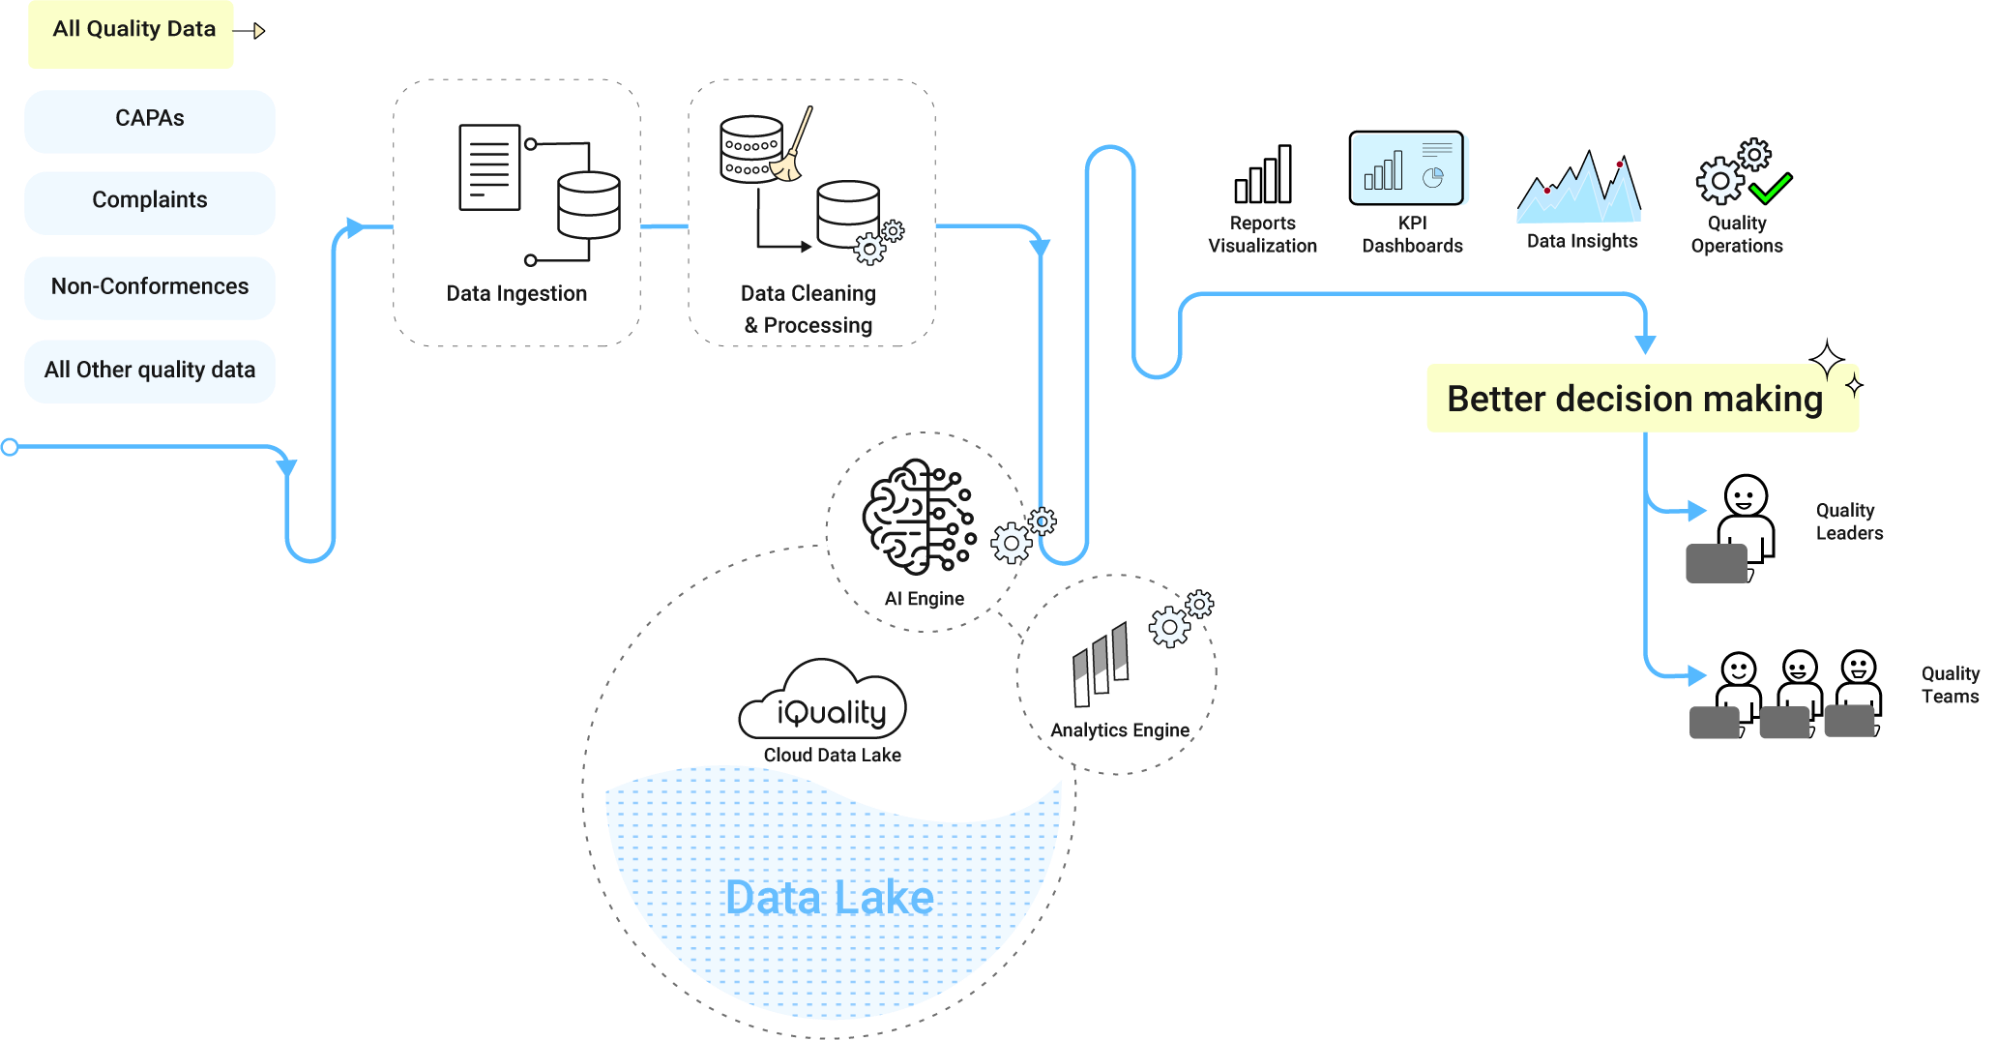 All Quality Data
CAPAs
Complaints
Non-Conformences
All Other quality data
Data Ingestion
Data Cleaning
& Processing
AI Engine
Analytics Engine
iQuality
Cloud Data Lake
Data Lake
Reports
Visualization
KPI
Dashboards
Data Insights
Quality
Operations
Better decision making
Quality
Leaders
Quality
Teams